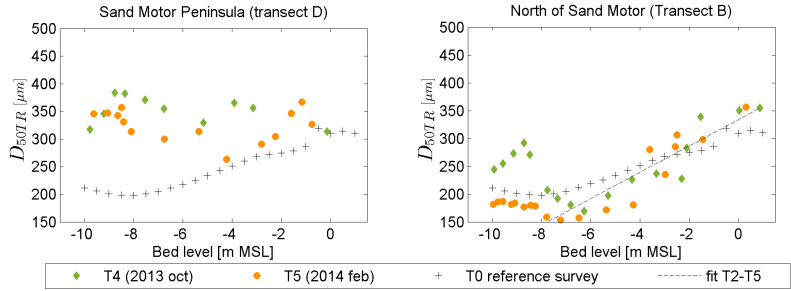 Sand Motor Peninsula (transect D)
North of Sand Motor (Transect B)
500
450
400
350
300
250
200
150
D50TR [μm]
-10
-8
-6
-4
-2
0
Bed level [m MSL]
500
450
400
350
300
250
200
150
D50TR [μm]
-10
-8
-6
-4
-2
0
Bed level [m MSL]
T4 (2013 oct)
T5 (2014 feb)
T0 reference survey
fit T2-T5